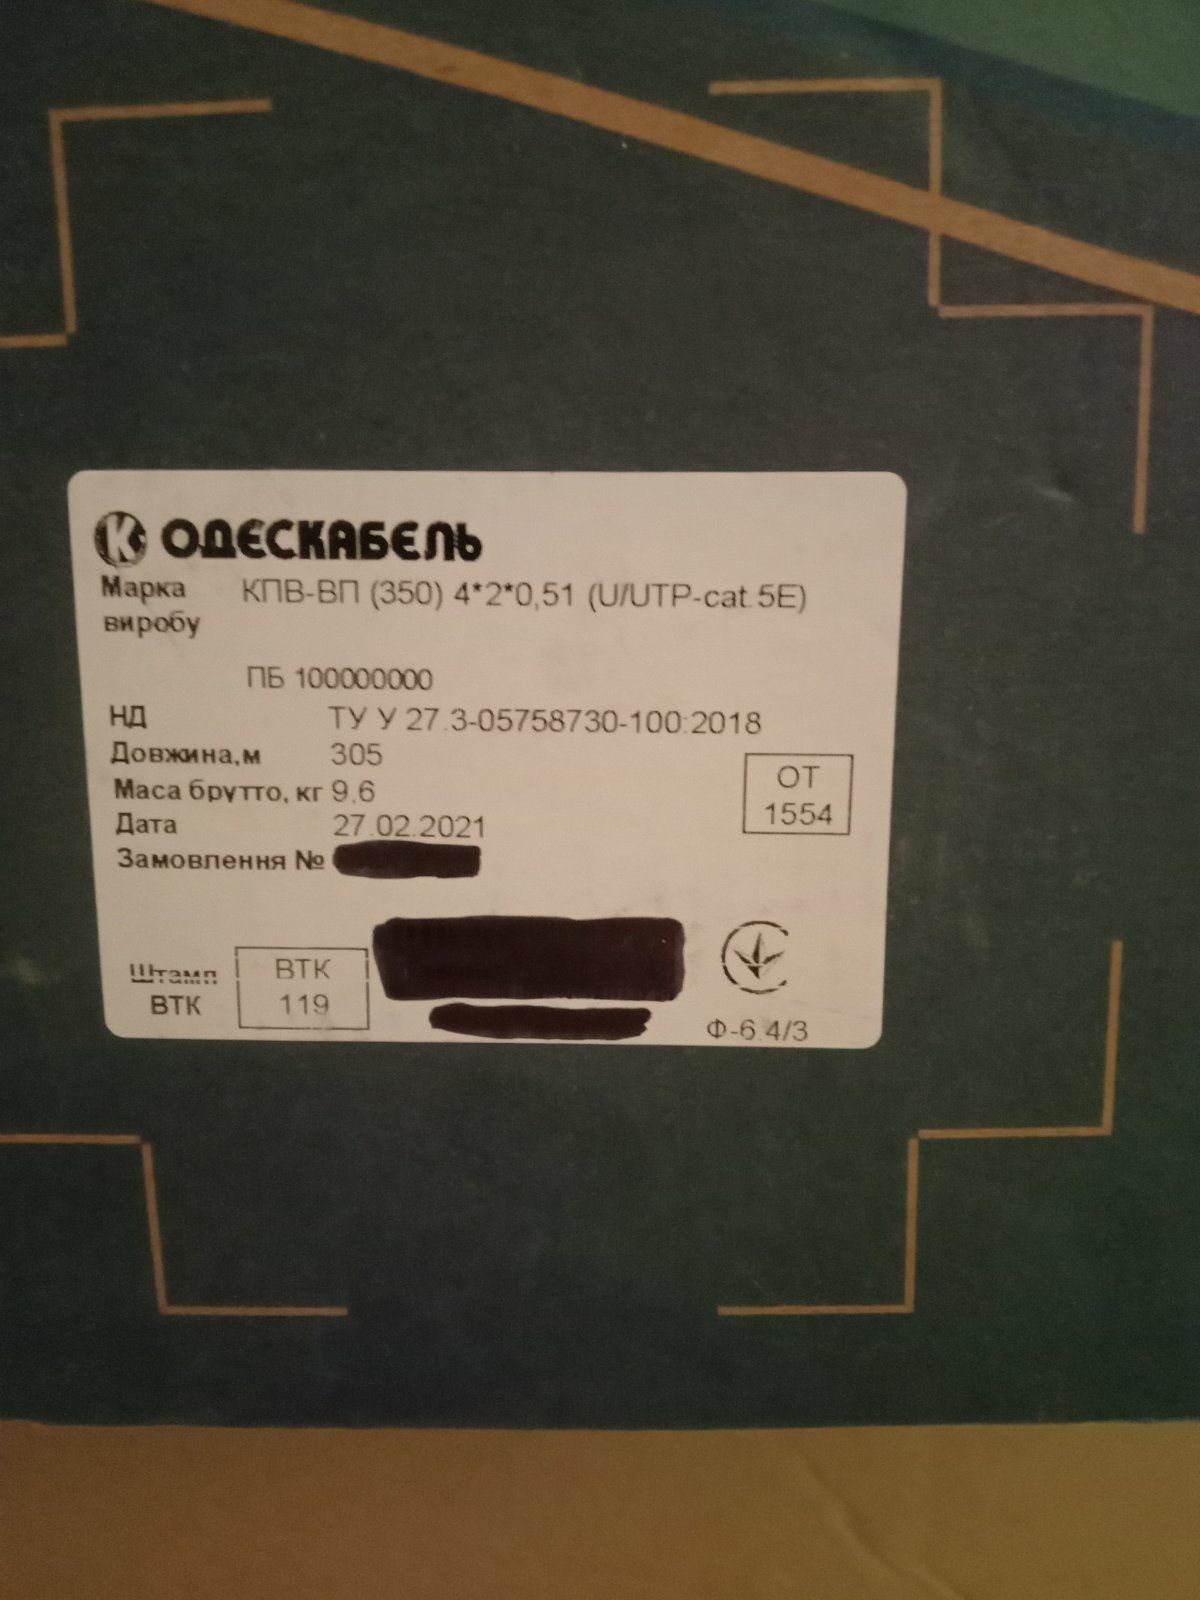 К ОДЕСКАБЕЛЬ
Марка виробу КПВ-ВП (350) 4*2*0,51 (U/UTP-cat.5E)
ПБ 100000000
НД ТУ У 27.3-05758730-100:2018
Довжина,м 305
Маса брутто, кг 9,6
Дата 27.02.2021
Замовлення №
ОТ
1554
Штамп
ВТК
ВТК
119
Ф-6.4/3